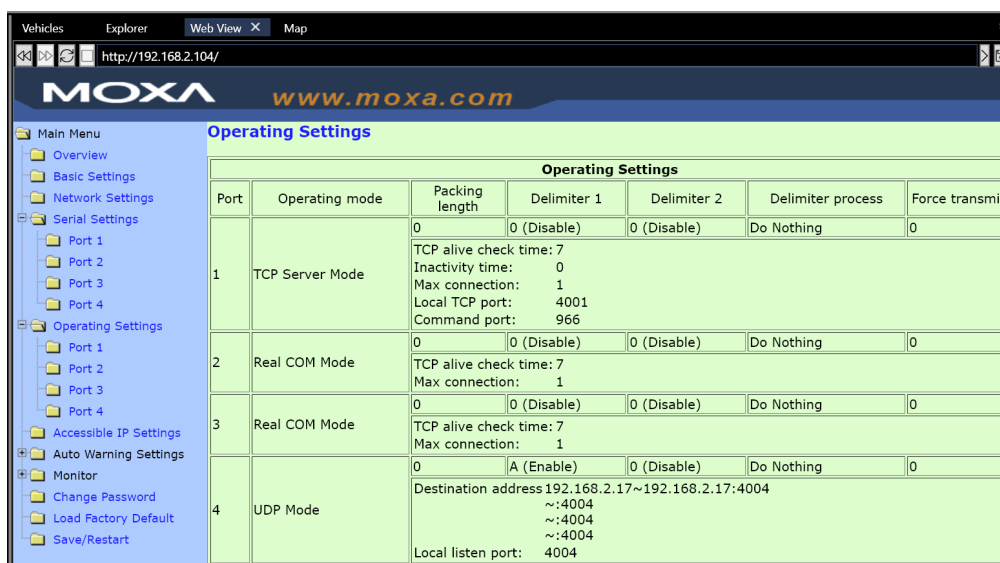 Vehicles Explorer Web View × Map
http://192.168.2.104/
MOXA www.moxa.com
Main Menu
Overview
Basic Settings
Network Settings
Serial Settings
Port 1
Port 2
Port 3
Port 4
Operating Settings
Port 1
Port 2
Port 3
Port 4
Accessible IP Settings
Auto Warning Settings
Monitor
Change Password
Load Factory Default
Save/Restart
Operating Settings
Operating Settings
Port Operating mode Packing length Delimiter 1 Delimiter 2 Delimiter process Force transmi
1 TCP Server Mode 0 0 (Disable) 0 (Disable) Do Nothing 0
TCP alive check time: 7
Inactivity time: 0
Max connection: 1
Local TCP port: 4001
Command port: 966
2 Real COM Mode 0 0 (Disable) 0 (Disable) Do Nothing 0
TCP alive check time: 7
Max connection: 1
3 Real COM Mode 0 0 (Disable) 0 (Disable) Do Nothing 0
TCP alive check time: 7
Max connection: 1
4 UDP Mode 0 A (Enable) 0 (Disable) Do Nothing 0
Destination address 192.168.2.17~192.168.2.17:4004
~:4004
~:4004
~:4004
Local listen port: 4004